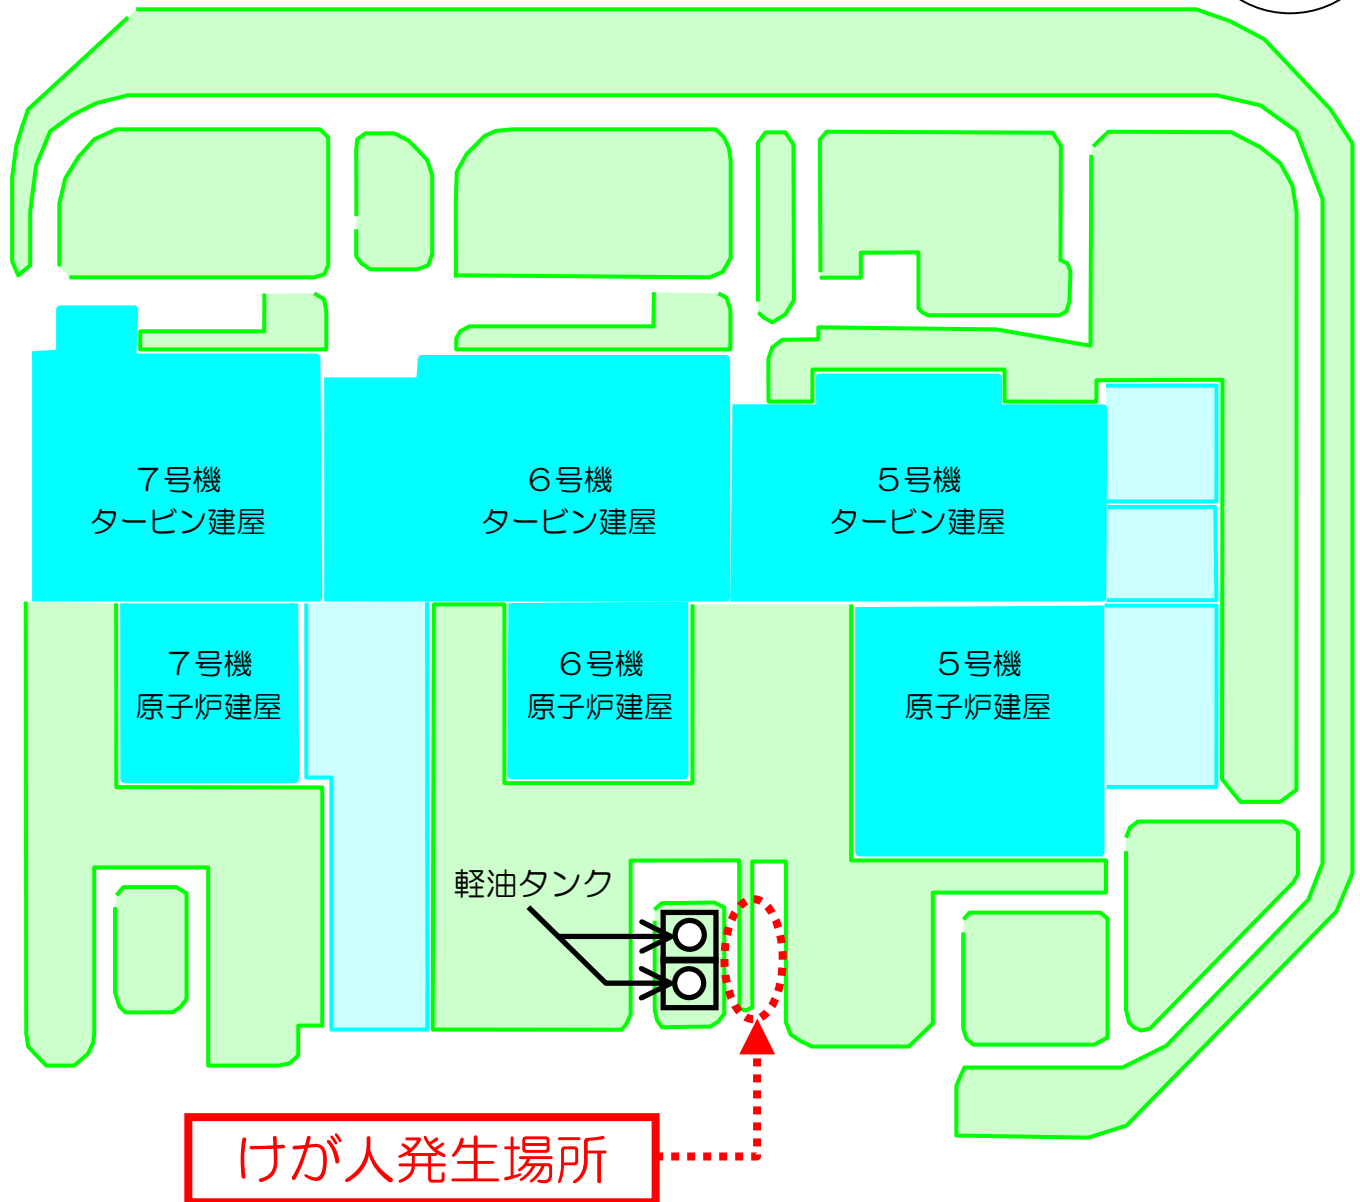 ７号機
タービン建屋
６号機
タービン建屋
５号機
タービン建屋
７号機
原子炉建屋
６号機
原子炉建屋
５号機
原子炉建屋
軽油タンク
けが人発生場所